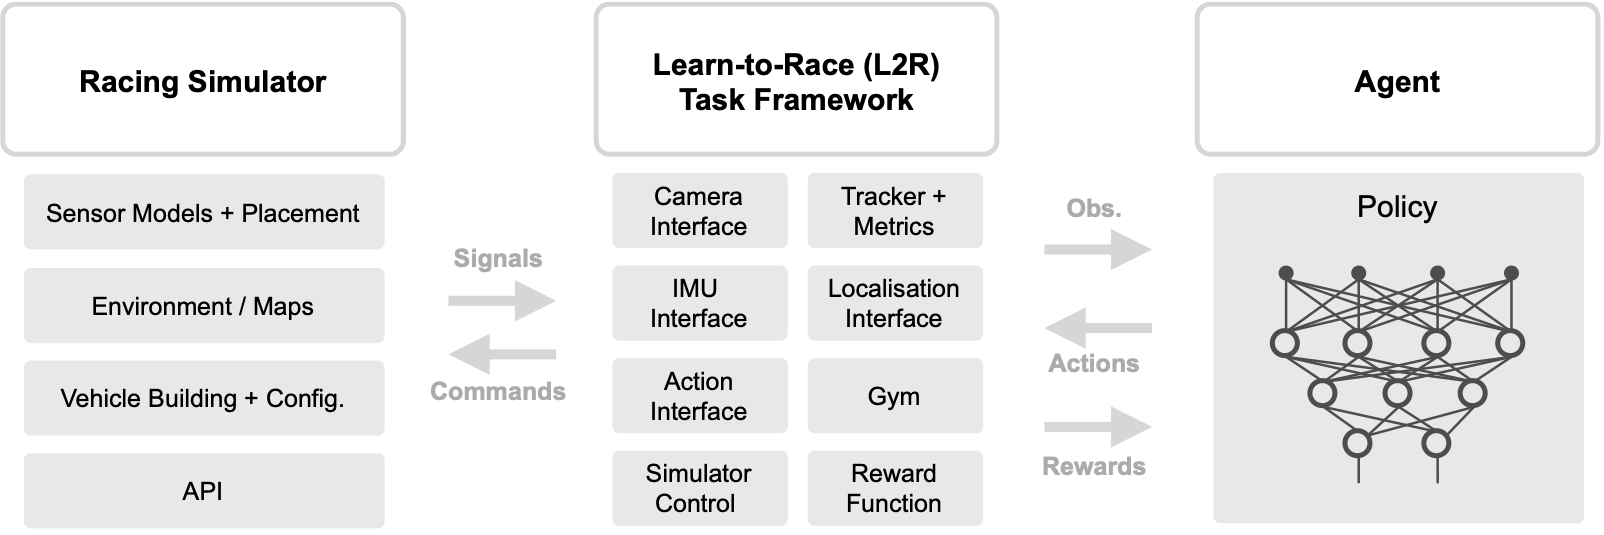 Racing Simulator
Sensor Models + Placement
Environment / Maps
Vehicle Building + Config.
API
Signals
Commands
Learn-to-Race (L2R)
Task Framework
Camera
Interface
Tracker +
Metrics
IMU
Interface
Localisation
Interface
Action
Interface
Gym
Simulator
Control
Reward
Function
Obs.
Actions
Rewards
Agent
Policy